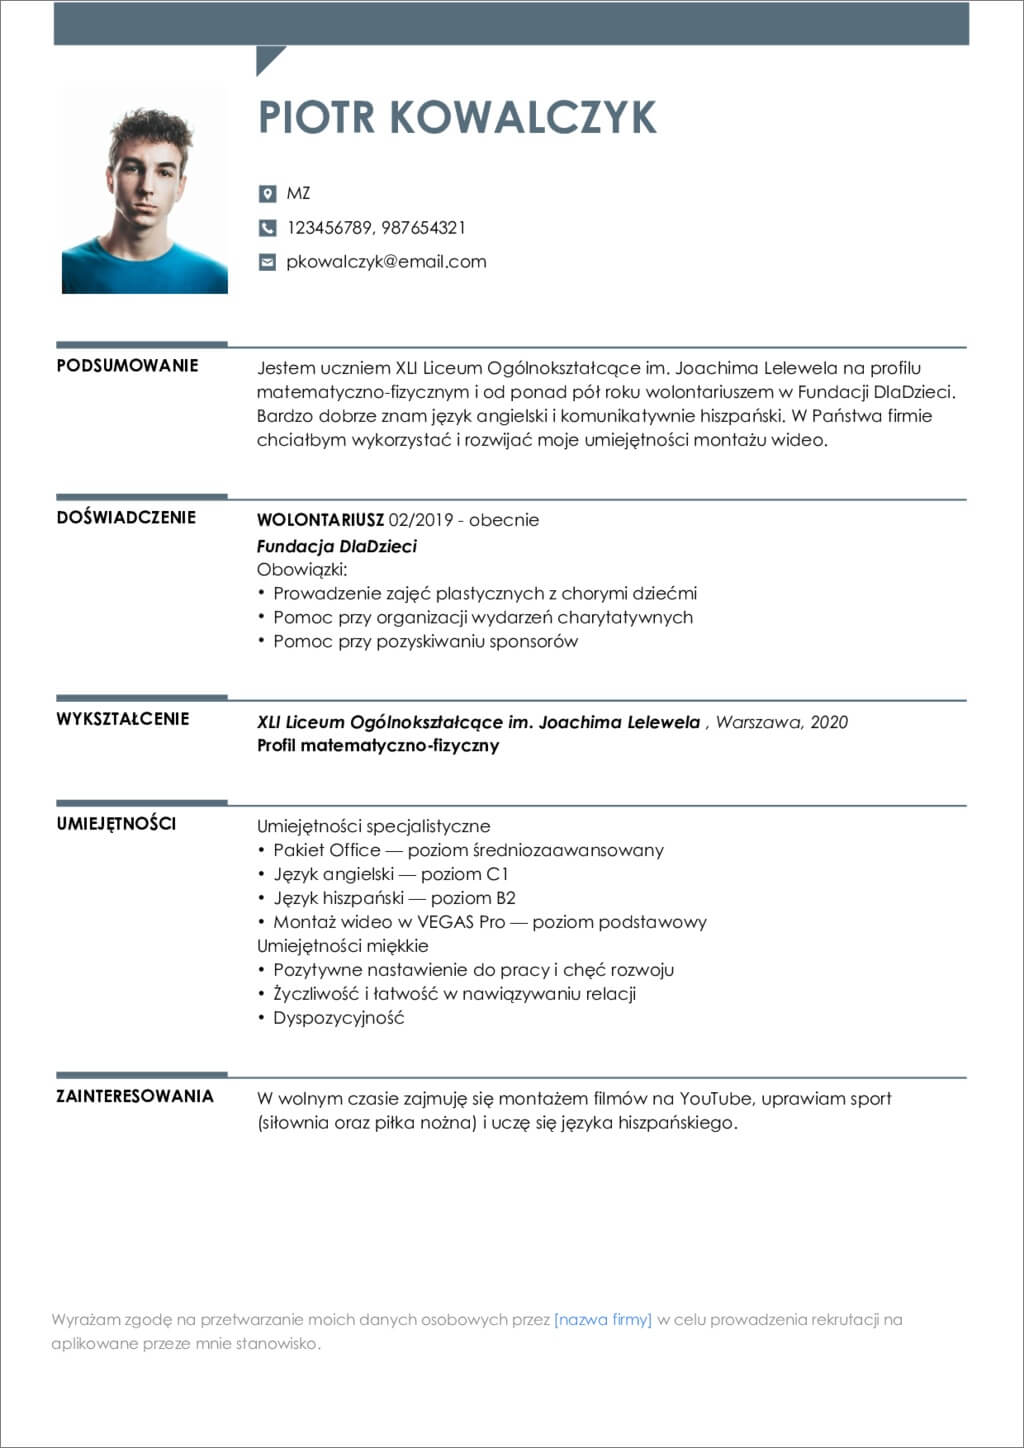 PIOTR KOWALCZYK
MZ
123456789, 987654321
pkowalczyk@email.com
PODSUMOWANIE
Jestem uczniem XLI Liceum Ogólnokształcące im. Joachima Lelewela na profilu
matematyczno-fizycznym i od ponad pół roku wolontariuszem w Fundacji DlaDzieci.
Bardzo dobrze znam język angielski i komunikatywnie hiszpański. W Państwa firmie
chciałbym wykorzystać i rozwijać moje umiejętności montażu wideo.
DOŚWIADCZENIE
WOLONTARIUSZ 02/2019 - obecnie
Fundacja DlaDzieci
Obowiązki:
• Prowadzenie zajęć plastycznych z chorymi dziećmi
• Pomoc przy organizacji wydarzeń charytatywnych
• Pomoc przy pozyskiwaniu sponsorów
WYKSZTAŁCENIE
XLI Liceum Ogólnokształcące im. Joachima Lelewela , Warszawa, 2020
Profil matematyczno-fizyczny
UMIEJĘTNOŚCI
Umiejętności specjalistyczne
• Pakiet Office — poziom średniozaawansowany
• Język angielski — poziom C1
• Język hiszpański — poziom B2
• Montaż wideo w VEGAS Pro — poziom podstawowy
Umiejętności miękkie
• Pozytywne nastawienie do pracy i chęć rozwoju
• Życzliwość i łatwość w nawiązywaniu relacji
• Dyspozycyjność
ZAINTERESOWANIA
W wolnym czasie zajmuję się montażem filmów na YouTube, uprawiam sport
(siłownia oraz piłka nożna) i uczę się języka hiszpańskiego.
Wyrażam zgodę na przetwarzanie moich danych osobowych przez [nazwa firmy] w celu prowadzenia rekrutacji na
aplikowane przeze mnie stanowisko.